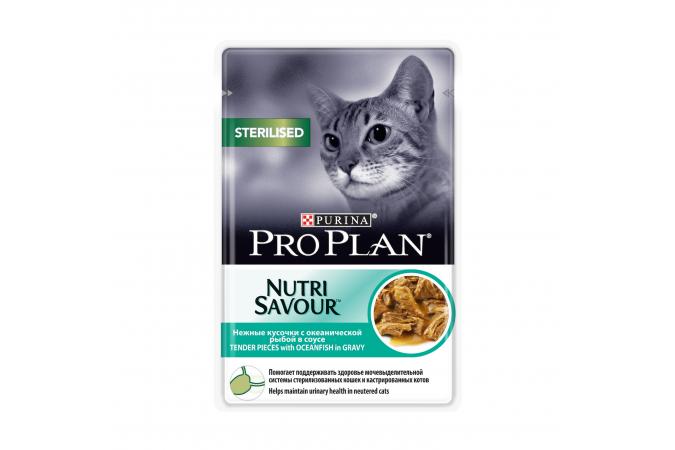 STERILISED
PURINA®
PRO PLAN®
NUTRI
SAVOUR™
Нежные кусочки с океанической
рыбой в соусе
TENDER PIECES with OCEANFISH in GRAVY
Помогает поддерживать здоровье мочевыделительной
системы стерилизованных кошек и кастрированных котов
Helps maintain urinary health in neutered cats